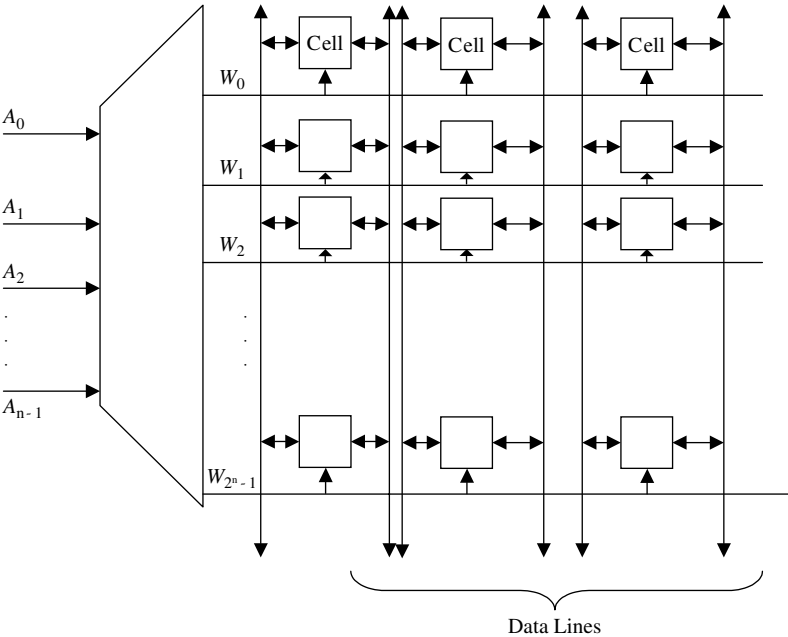 Cell Cell Cell
W0
A0
W1
A1
W2
A2
.
.
.
.
.
.
An-1
W2ⁿ-1
Data Lines